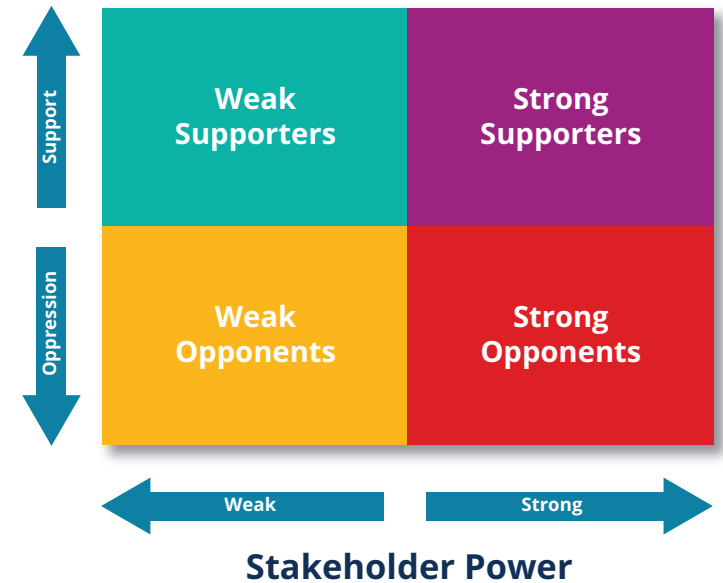 Support
Weak
Supporters
Strong
Supporters
Oppression
Weak
Opponents
Strong
Opponents
Weak
Strong
Stakeholder Power